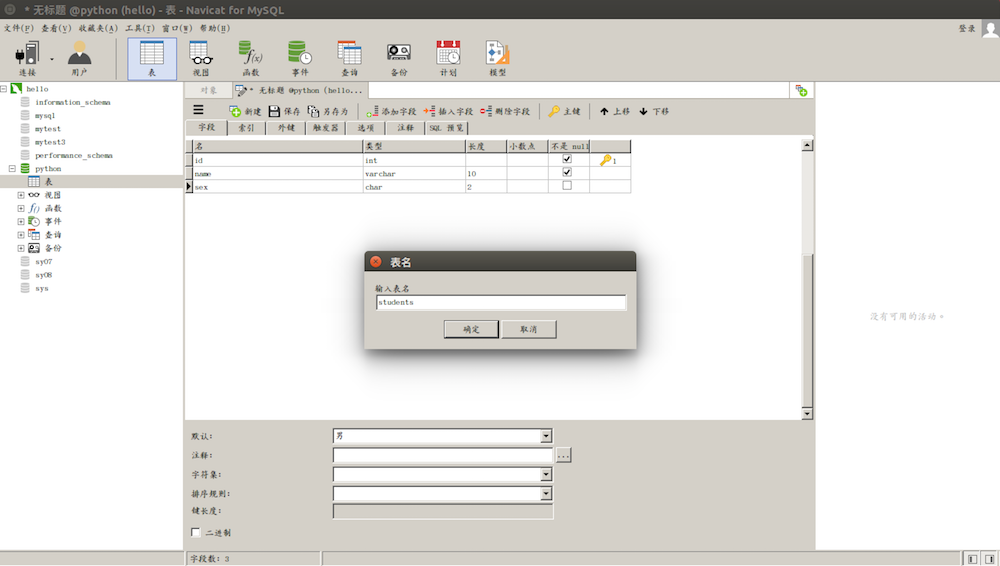 * 无标题 @python (hello) - 表 - Navicat for MySQL
文件(F) 查看(V) 收藏夹(A) 工具(T) 窗口(W) 帮助(B) 登录
连接 用户 表 视图 函数 事件 查询 备份 计划 模型
hello
information_schema
mysql
mytest
mytest3
performance_schema
python
表
视图
函数
事件
查询
备份
sy07
sy08
sys
对象 * 无标题 @python (hello...
新建 保存 另存为 添加字段 插入字段 删除字段 主键 上移 下移
字段 索引 外键 触发器 选项 注释 SQL 预览
名 类型 长度 小数点 不是 null
id int 1
name varchar 10
sex char 2
表名
输入表名
students
确定 取消
没有可用的活动。
默认: 男
注释: ...
字符集:
排序规则:
键长度:
二进制
字段数: 3